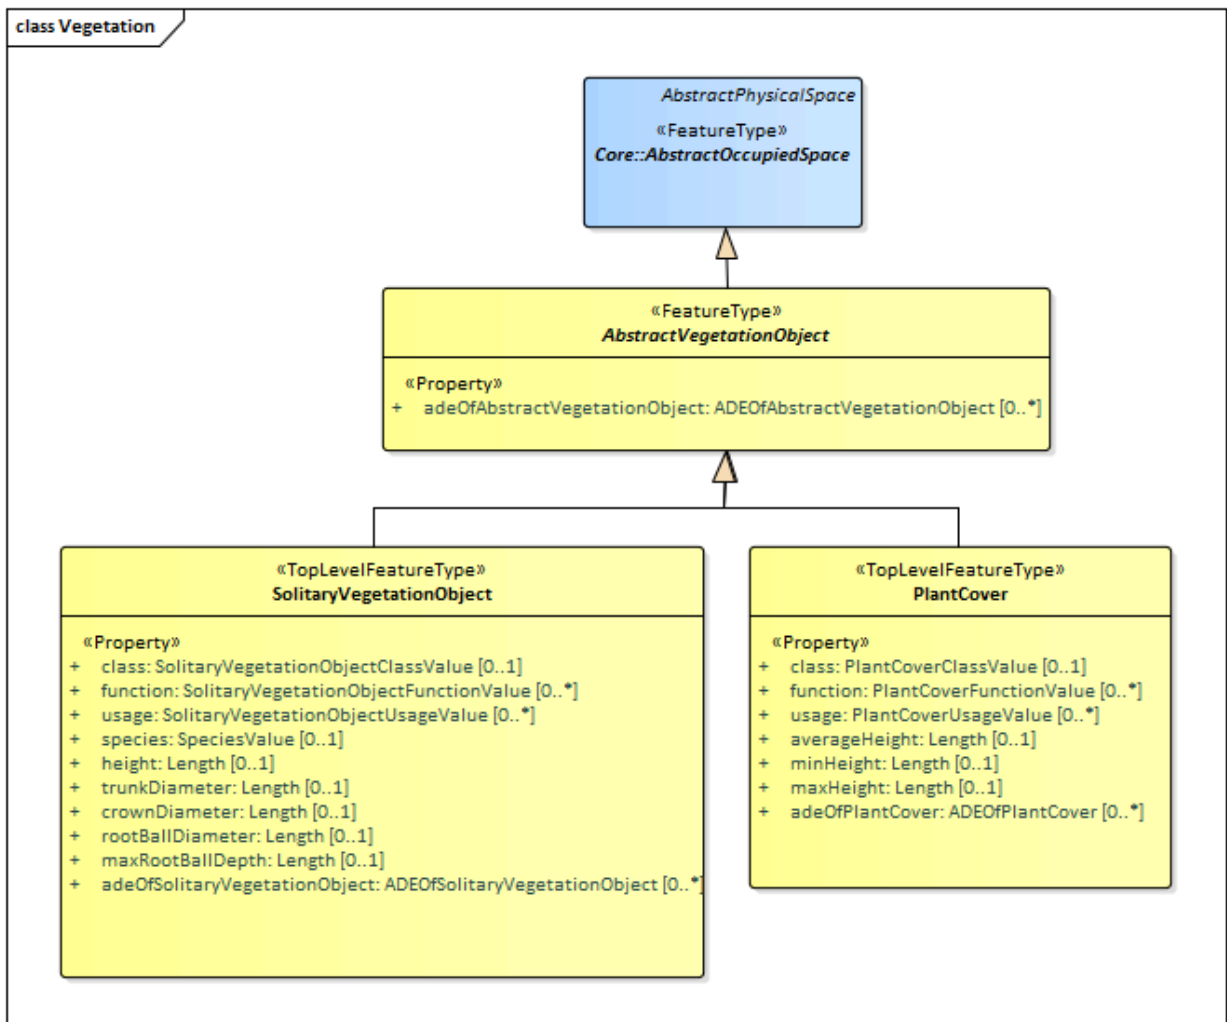 class Vegetation
AbstractPhysicalSpace
«FeatureType»
Core::AbstractOccupiedSpace
«FeatureType»
AbstractVegetationObject
«Property»
+ adeOfAbstractVegetationObject: ADEOfAbstractVegetationObject [0..*]
«TopLevelFeatureType»
SolitaryVegetationObject
«Property»
+ class: SolitaryVegetationObjectClassValue [0..1]
+ function: SolitaryVegetationObjectFunctionValue [0..*]
+ usage: SolitaryVegetationObjectUsageValue [0..*]
+ species: SpeciesValue [0..1]
+ height: Length [0..1]
+ trunkDiameter: Length [0..1]
+ crownDiameter: Length [0..1]
+ rootBallDiameter: Length [0..1]
+ maxRootBallDepth: Length [0..1]
+ adeOfSolitaryVegetationObject: ADEOfSolitaryVegetationObject [0..*]
«TopLevelFeatureType»
PlantCover
«Property»
+ class: PlantCoverClassValue [0..1]
+ function: PlantCoverFunctionValue [0..*]
+ usage: PlantCoverUsageValue [0..*]
+ averageHeight: Length [0..1]
+ minHeight: Length [0..1]
+ maxHeight: Length [0..1]
+ adeOfPlantCover: ADEOfPlantCover [0..*]